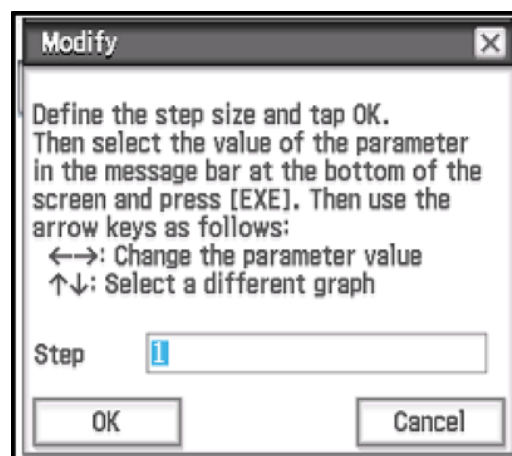 Modify
Define the step size and tap OK.
Then select the value of the parameter
in the message bar at the bottom of the
screen and press [EXE]. Then use the
arrow keys as follows:
←→: Change the parameter value
↑↓: Select a different graph
Step 1
OK Cancel